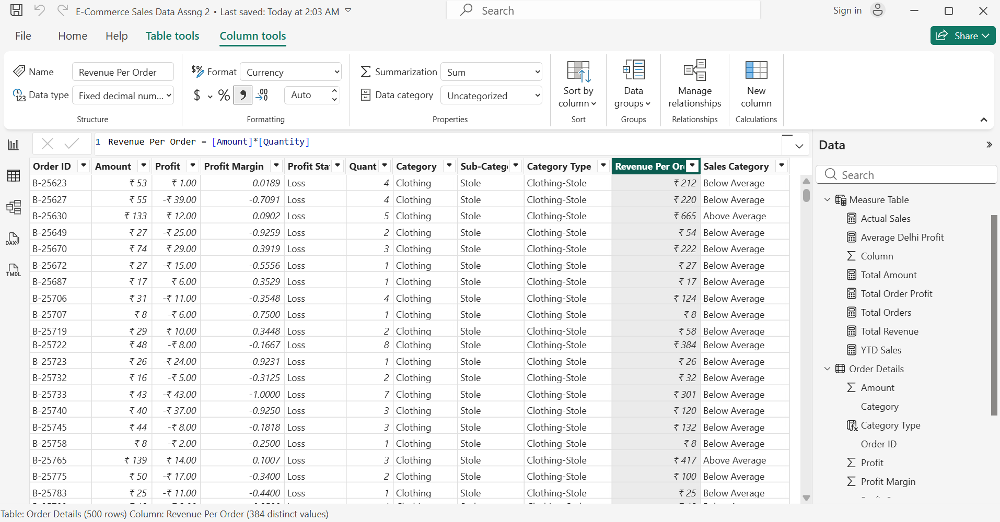 E-Commerce Sales Data Assng 2 • Last saved: Today at 2:03 AM
Search
Sign in
File Home Help Table tools Column tools
Share
Name Revenue Per Order
Data type Fixed decimal num...
Structure
$% Format Currency
$ % 9 .00 Auto
Formatting
Summarization Sum
Data category Uncategorized
Properties
Sort by
column
Sort
Data
groups
Groups
Manage
relationships
Relationships
New
column
Calculations
1 Revenue Per Order = [Amount]*[Quantity]
Order ID Amount Profit Profit Margin Profit Sta Quant Category Sub-Catego Category Type Revenue Per Or Sales Category
B-25623 ₹ 53 ₹ 1.00 0.0189 Loss 4 Clothing Stole Clothing-Stole ₹ 212 Below Average
B-25627 ₹ 55 -₹ 39.00 -0.7091 Loss 4 Clothing Stole Clothing-Stole ₹ 220 Below Average
B-25630 ₹ 133 ₹ 12.00 0.0902 Loss 5 Clothing Stole Clothing-Stole ₹ 665 Above Average
B-25649 ₹ 27 -₹ 25.00 -0.9259 Loss 2 Clothing Stole Clothing-Stole ₹ 54 Below Average
B-25670 ₹ 74 ₹ 29.00 0.3919 Loss 3 Clothing Stole Clothing-Stole ₹ 222 Below Average
B-25672 ₹ 27 -₹ 15.00 -0.5556 Loss 1 Clothing Stole Clothing-Stole ₹ 27 Below Average
B-25687 ₹ 17 ₹ 6.00 0.3529 Loss 1 Clothing Stole Clothing-Stole ₹ 17 Below Average
B-25706 ₹ 31 -₹ 11.00 -0.3548 Loss 4 Clothing Stole Clothing-Stole ₹ 124 Below Average
B-25707 ₹ 8 -₹ 6.00 -0.7500 Loss 1 Clothing Stole Clothing-Stole ₹ 8 Below Average
B-25719 ₹ 29 ₹ 10.00 0.3448 Loss 2 Clothing Stole Clothing-Stole ₹ 58 Below Average
B-25722 ₹ 48 -₹ 8.00 -0.1667 Loss 8 Clothing Stole Clothing-Stole ₹ 384 Below Average
B-25723 ₹ 26 -₹ 24.00 -0.9231 Loss 1 Clothing Stole Clothing-Stole ₹ 26 Below Average
B-25732 ₹ 16 -₹ 5.00 -0.3125 Loss 2 Clothing Stole Clothing-Stole ₹ 32 Below Average
B-25733 ₹ 43 -₹ 43.00 -1.0000 Loss 7 Clothing Stole Clothing-Stole ₹ 301 Below Average
B-25740 ₹ 40 -₹ 37.00 -0.9250 Loss 3 Clothing Stole Clothing-Stole ₹ 120 Below Average
B-25745 ₹ 44 -₹ 8.00 -0.1818 Loss 3 Clothing Stole Clothing-Stole ₹ 132 Below Average
B-25758 ₹ 8 -₹ 2.00 -0.2500 Loss 1 Clothing Stole Clothing-Stole ₹ 8 Below Average
B-25765 ₹ 139 ₹ 14.00 0.1007 Loss 3 Clothing Stole Clothing-Stole ₹ 417 Above Average
B-25775 ₹ 50 -₹ 17.00 -0.3400 Loss 2 Clothing Stole Clothing-Stole ₹ 100 Below Average
B-25783 ₹ 25 -₹ 11.00 -0.4400 Loss 1 Clothing Stole Clothing-Stole ₹ 25 Below Average
DAX
TMDL
Data
Search
Measure Table
Actual Sales
Average Delhi Profit
Column
Total Amount
Total Order Profit
Total Orders
Total Revenue
YTD Sales
Order Details
Amount
Category
Category Type
Order ID
Profit
Profit Margin
Table: Order Details (500 rows) Column: Revenue Per Order (384 distinct values)